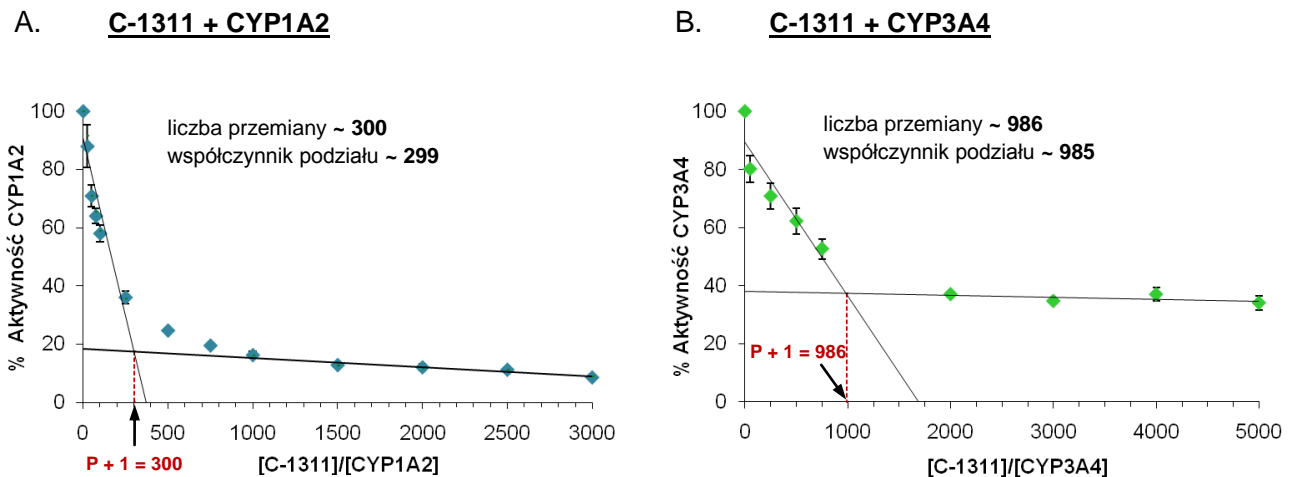 A. C-1311 + CYP1A2
liczba przemiany ~ 300
współczynnik podziału ~ 299
% Aktywność CYP1A2
100
80
60
40
20
0
0 500 1000 1500 2000 2500 3000
P + 1 = 300
[C-1311]/[CYP1A2]
B. C-1311 + CYP3A4
liczba przemiany ~ 986
współczynnik podziału ~ 985
% Aktywność CYP3A4
100
80
60
40
20
0
P + 1 = 986
0 1000 2000 3000 4000 5000
[C-1311]/[CYP3A4]